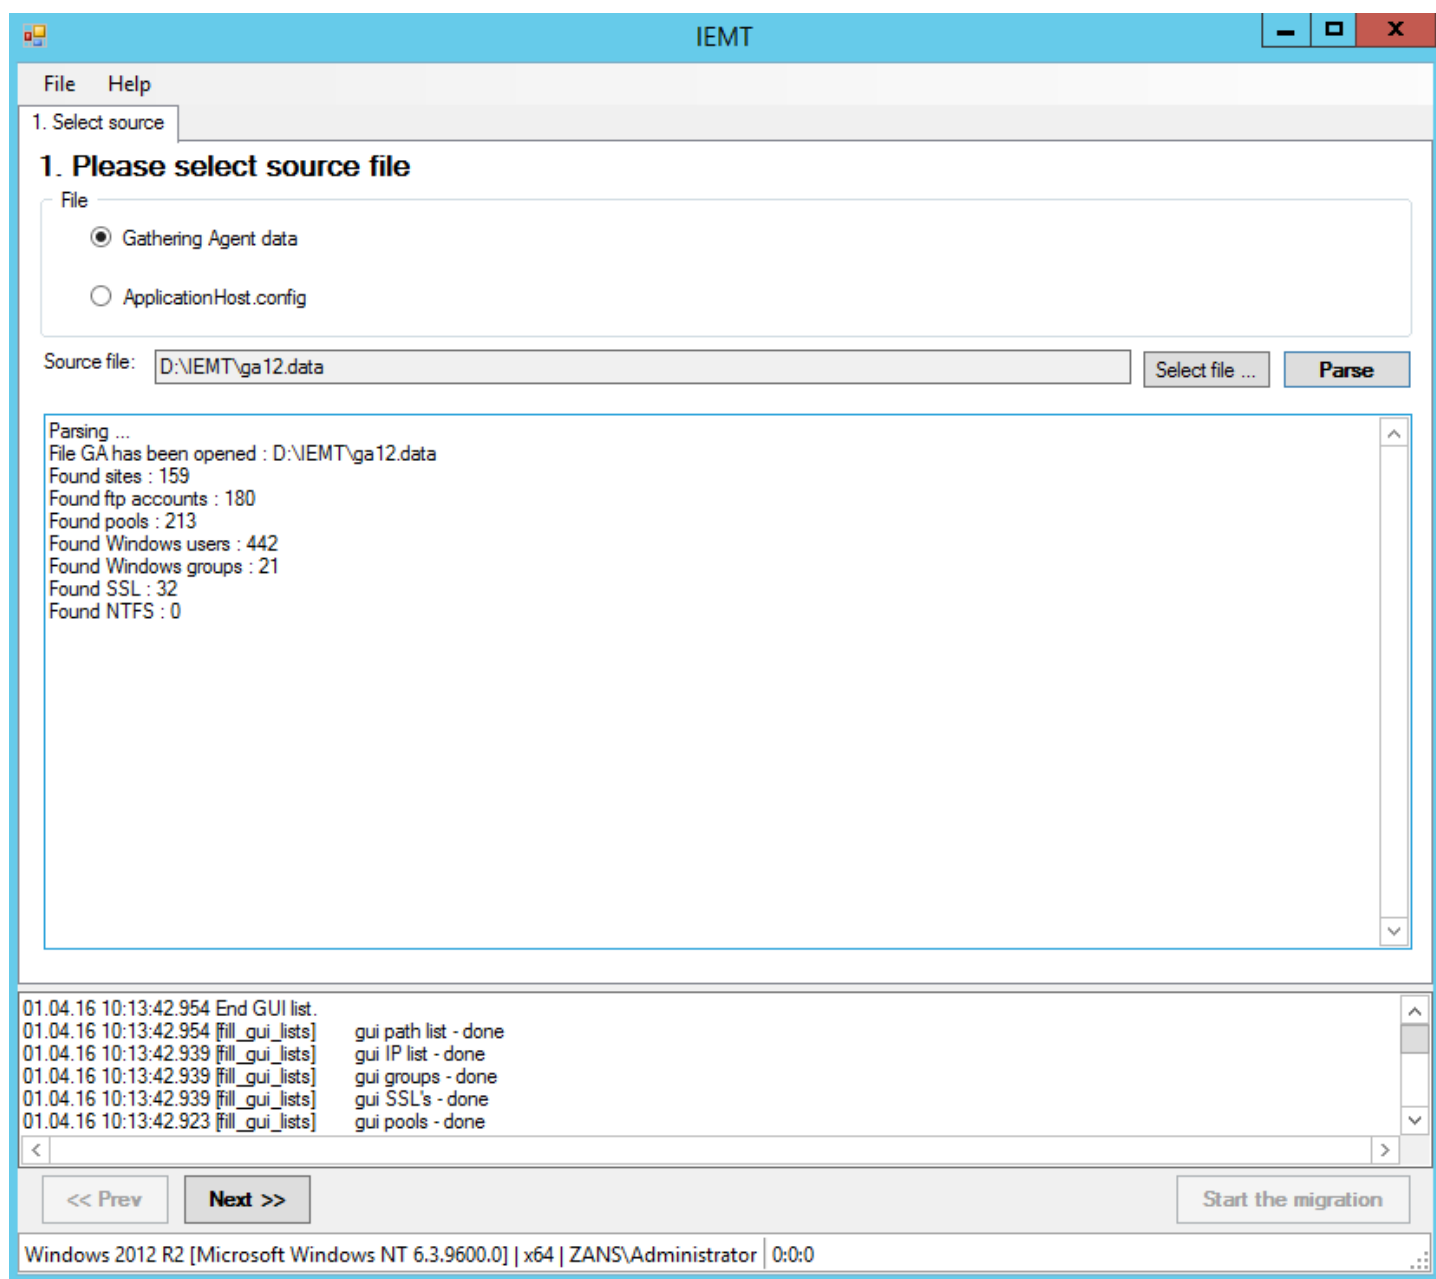 IEMT
File Help
1. Select source
1. Please select source file
File
Gathering Agent data
ApplicationHost.config
Source file: D:\IEMT\ga12.data Select file ... Parse
Parsing ...
File GA has been opened : D:\IEMT\ga12.data
Found sites : 159
Found ftp accounts : 180
Found pools : 213
Found Windows users : 442
Found Windows groups : 21
Found SSL : 32
Found NTFS : 0
01.04.16 10:13:42.954 End GUI list.
01.04.16 10:13:42.954 [fill_gui_lists] gui path list - done
01.04.16 10:13:42.939 [fill_gui_lists] gui IP list - done
01.04.16 10:13:42.939 [fill_gui_lists] gui groups - done
01.04.16 10:13:42.939 [fill_gui_lists] gui SSL's - done
01.04.16 10:13:42.923 [fill_gui_lists] gui pools - done
<< Prev Next >> Start the migration
Windows 2012 R2 [Microsoft Windows NT 6.3.9600.0] | x64 | ZANS\Administrator 0:0:0